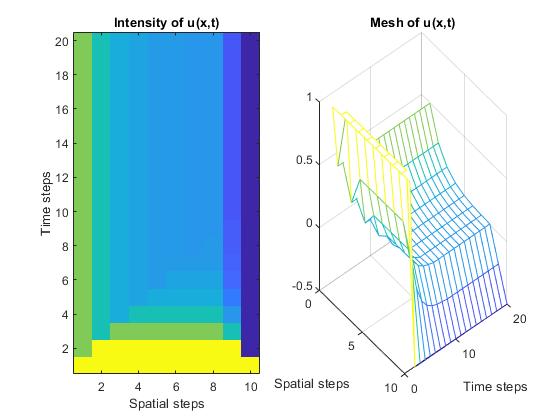 Intensity of u(x,t)
20
18
16
14
12
10
8
6
4
2
Time steps
2 4 6 8 10
Spatial steps
Mesh of u(x,t)
1
0.5
0
-0.5
0
5
10
Spatial steps
0
10
20
Time steps